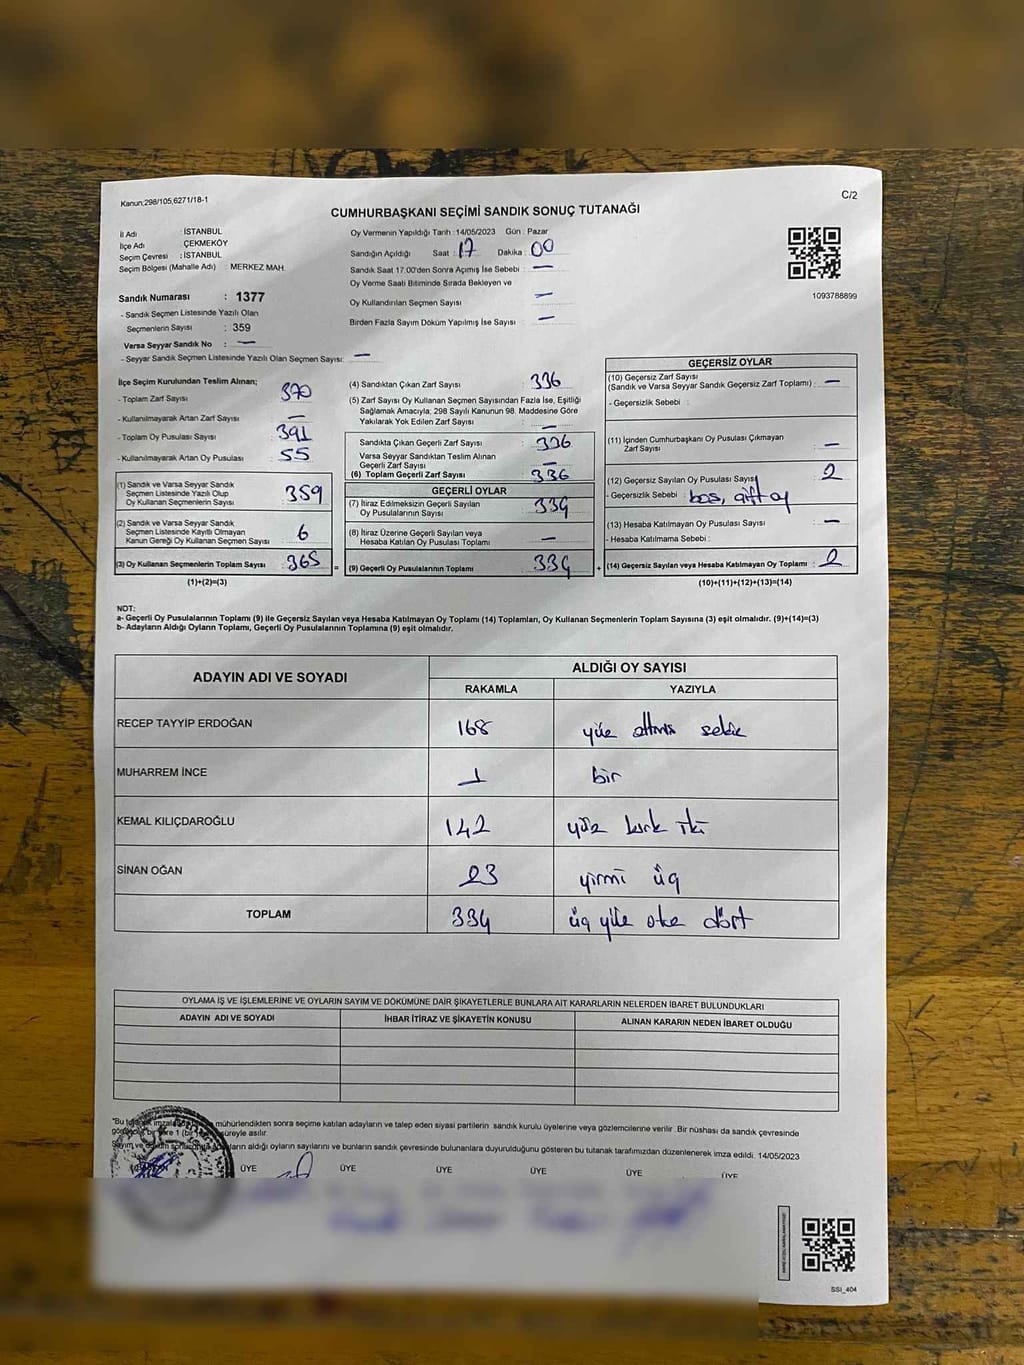 Kanun,298/105,6271/18-1
C/2
CUMHURBAŞKANI SEÇİMİ SANDIK SONUÇ TUTANAĞI
İl Adı : İSTANBUL
İlçe Adı : ÇEKMEKÖY
Seçim Çevresi : İSTANBUL
Seçim Bölgesi (Mahalle Adı) : MERKEZ MAH.
Sandık Numarası : 1377
- Sandık Seçmen Listesinde Yazılı Olan
Seçmenlerin Sayısı : 359
Varsa Seyyar Sandık No : —
- Seyyar Sandık Seçmen Listesinde Yazılı Olan Seçmen Sayısı: —
Oy Vermenin Yapıldığı Tarih :14/05/2023 Gün : Pazar
Sandığın Açıldığı Saat : 17 Dakika : 00
Sandık Saat 17.00'den Sonra Açımış İse Sebebi : —
Oy Verme Saati Bitiminde Sırada Bekleyen ve
Oy Kullandırılan Seçmen Sayısı : —
Birden Fazla Sayım Döküm Yapılmış İse Sayısı : —
1093788899
İlçe Seçim Kurulundan Teslim Alınan;
- Toplam Zarf Sayısı : 370
- Kullanılmayarak Artan Zarf Sayısı : —
- Toplam Oy Pusulası Sayısı : 391
- Kullanılmayarak Artan Oy Pusulası : 55
(1) Sandık ve Varsa Seyyar Sandık
Seçmen Listesinde Yazılı Olup
Oy Kullanan Seçmenlerin Sayısı : 359
(2) Sandık ve Varsa Seyyar Sandık
Seçmen Listesinde Kayıtlı Olmayan
Kanun Gereği Oy Kullanan Seçmen Sayısı : 6
(3) Oy Kullanan Seçmenlerin Toplam Sayısı : 365
(1)+(2)=(3)
(4) Sandıktan Çıkan Zarf Sayısı : 336
(5) Zarf Sayısı Oy Kullanan Seçmen Sayısından Fazla İse, Eşitliği
Sağlamak Amacıyla; 298 Sayılı Kanunun 98. Maddesine Göre
Yakılarak Yok Edilen Zarf Sayısı : —
Sandıkta Çıkan Geçerli Zarf Sayısı : 336
Varsa Seyyar Sandıktan Teslim Alınan
Geçerli Zarf Sayısı : —
(6) Toplam Geçerli Zarf Sayısı : 336
GEÇERLİ OYLAR
(7) İtiraz Edilmeksizin Geçerli Sayılan
Oy Pusulalarının Sayısı : 334
(8) İtiraz Üzerine Geçerli Sayılan veya
Hesaba Katılan Oy Pusulası Toplamı : —
= (9) Geçerli Oy Pusulalarının Toplamı : 334 +
GEÇERSİZ OYLAR
(10) Geçersiz Zarf Sayısı
(Sandık ve Varsa Seyyar Sandık Geçersiz Zarf Toplamı) : —
- Geçersizlik Sebebi :
(11) İçinden Cumhurbaşkanı Oy Pusulası Çıkmayan
Zarf Sayısı : —
(12) Geçersiz Sayılan Oy Pusulası Sayısı : 2
- Geçersizlik Sebebi : boş, çift oy
(13) Hesaba Katılmayan Oy Pusulası Sayısı : —
- Hesaba Katılmama Sebebi :
(14) Geçersiz Sayılan veya Hesaba Katılmayan Oy Toplamı : 2
(10)+(11)+(12)+(13)=(14)
NOT:
a- Geçerli Oy Pusulalarının Toplamı (9) ile Geçersiz Sayılan veya Hesaba Katılmayan Oy Toplamı (14) Toplamları, Oy Kullanan Seçmenlerin Toplam Sayısına (3) eşit olmalıdır. (9)+(14)=(3)
b- Adayların Aldığı Oyların Toplamı, Geçerli Oy Pusulalarının Toplamına (9) eşit olmalıdır.
ADAYIN ADI VE SOYADI ALDIĞI OY SAYISI
RAKAMLA YAZIYLA
RECEP TAYYİP ERDOĞAN 168 yüz altmış sekiz
MUHARREM İNCE 1 bir
KEMAL KILIÇDAROĞLU 142 yüz kırk iki
SİNAN OĞAN 23 yirmi üç
TOPLAM 334 üç yüz otuz dört
OYLAMA İŞ VE İŞLEMLERİNE VE OYLARIN SAYIM VE DÖKÜMÜNE DAİR ŞİKAYETLERLE BUNLARA AİT KARARLARIN NELERDEN İBARET BULUNDUKLARI
ADAYIN ADI VE SOYADI İHBAR İTİRAZ VE ŞİKAYETİN KONUSU ALINAN KARARIN NEDEN İBARET OLDUĞU
"Bu mühürlendikten sonra seçime katılan adayların ve talep eden siyasi partilerin sandık kurulu üyelerine veya gözlemcilerine verilir .Bir nüshası da sandık çevresinde
süreyle asılır.
Sayım ve aldığı oyların sayılarını ve bunların sandık çevresinde bulunanlara duyurulduğunu gösteren bu tutanak tarafımızdan düzenlenerek imza edildi. 14/05/2023
ÜYE ÜYE ÜYE ÜYE ÜYE ÜYE
SSI_404